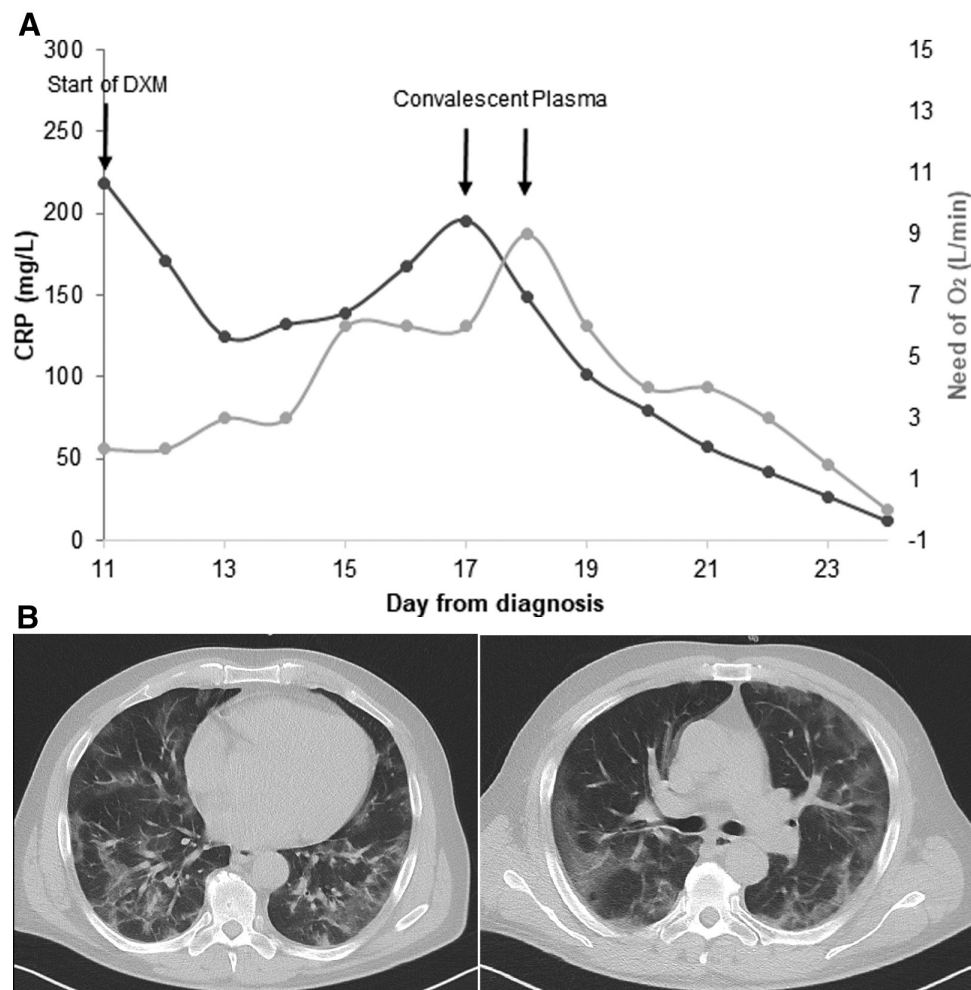 A
300
250
200
150
100
50
0
CRP (mg/L)
Start of DXM
Convalescent Plasma
15
13
11
9
7
5
3
1
-1
Need of O2 (L/min)
11 13 15 17 19 21 23
Day from diagnosis
B